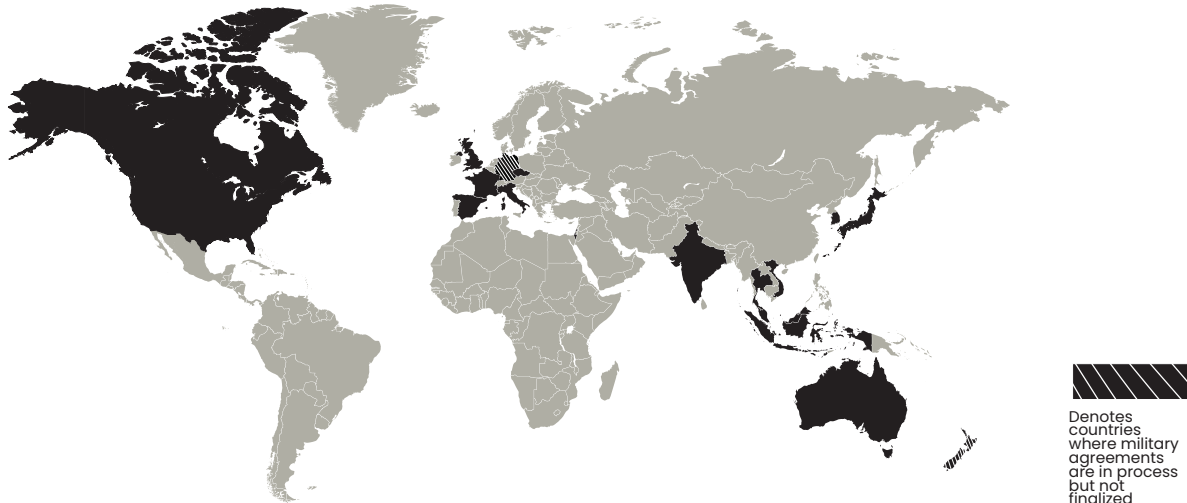 Denotes
countries
where military
agreements
are in process
but not
finalized